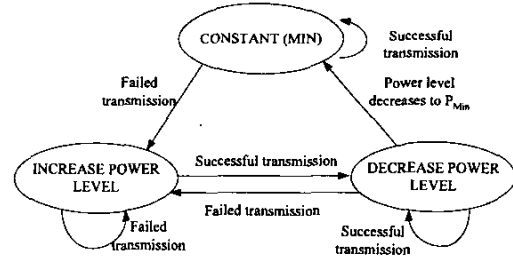 CONSTANT (MIN)
Successful
transmission
Failed
transmission
Power level
decreases to P_Min
INCREASE POWER
LEVEL
Successful transmission
DECREASE POWER
LEVEL
Failed transmission
Failed
transmission
Successful
transmission